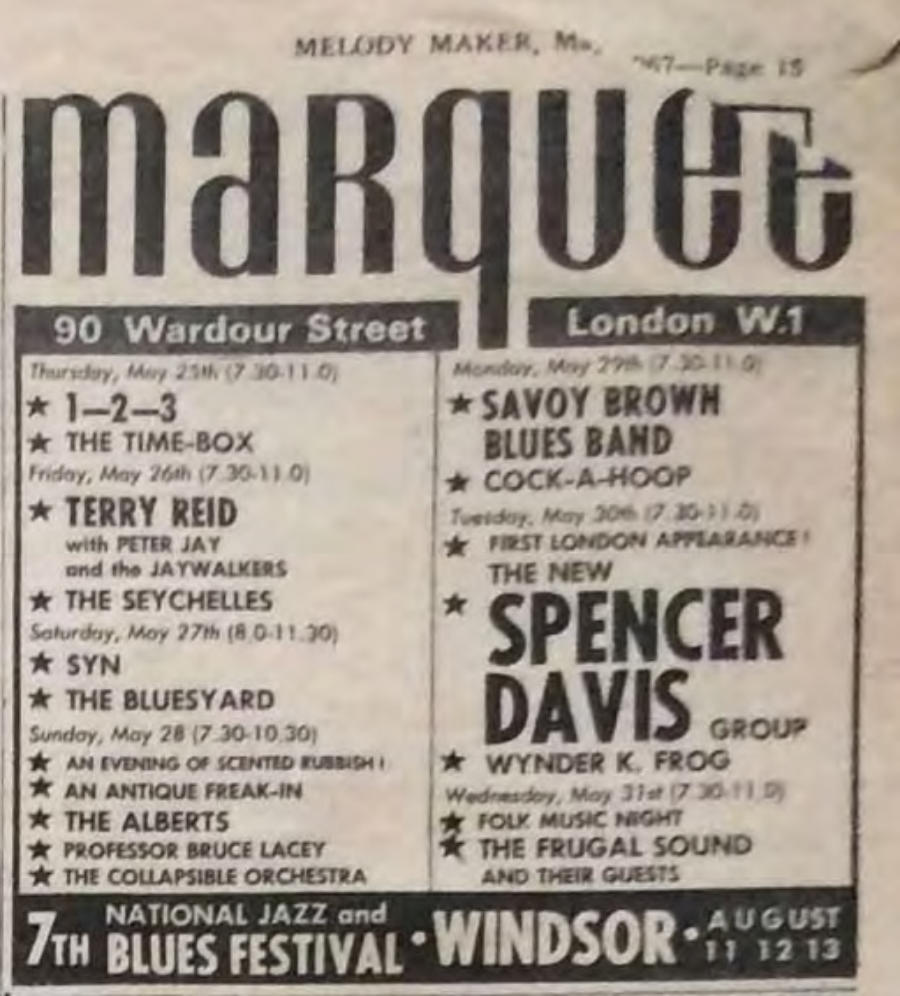 MELODY MAKER,
'67—Page 15
marquee
90 Wardour Street
London W.1
Thursday, May 25th (7.30-11.0)
★ 1—2—3
★ THE TIME-BOX
Friday, May 26th (7.30-11.0)
★ TERRY REID
with PETER JAY
and the JAYWALKERS
★ THE SEYCHELLES
Saturday, May 27th (8.0-11.30)
★ SYN
★ THE BLUESYARD
Sunday, May 28 (7.30-10.30)
★ AN EVENING OF SCENTED RUBBISH!
★ AN ANTIQUE FREAK-IN
★ THE ALBERTS
★ PROFESSOR BRUCE LACEY
★ THE COLLAPSIBLE ORCHESTRA
Monday, May 29th (7.30-11.0)
★ SAVOY BROWN
BLUES BAND
★ COCK-A-HOOP
Tuesday, May 30th (7.30-11.0)
★ FIRST LONDON APPEARANCE!
THE NEW
★ SPENCER
DAVIS GROUP
★ WYNDER K. FROG
Wednesday, May 31st (7.30-11.0)
★ FOLK MUSIC NIGHT
★ THE FRUGAL SOUND
AND THEIR GUESTS
7TH NATIONAL JAZZ and
BLUES FESTIVAL • WINDSOR • AUGUST
11 12 13